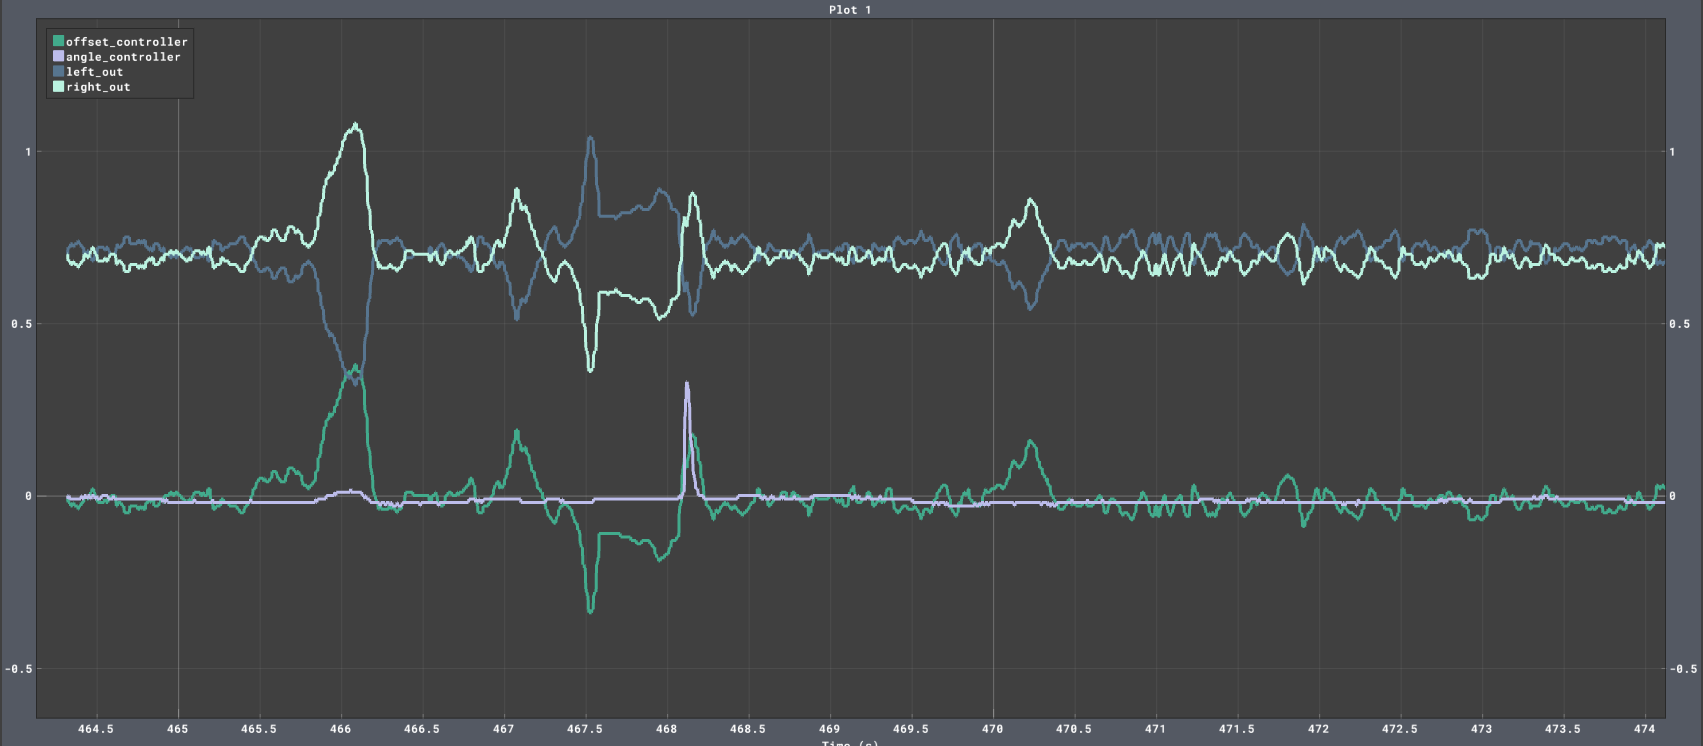 Plot 1
offset_controller
angle_controller
left_out
right_out
1 1
0.5 0.5
0 0
-0.5 -0.5
464.5 465 465.5 466 466.5 467 467.5 468 468.5 469 469.5 470 470.5 471 471.5 472 472.5 473 473.5 474
Time (s)